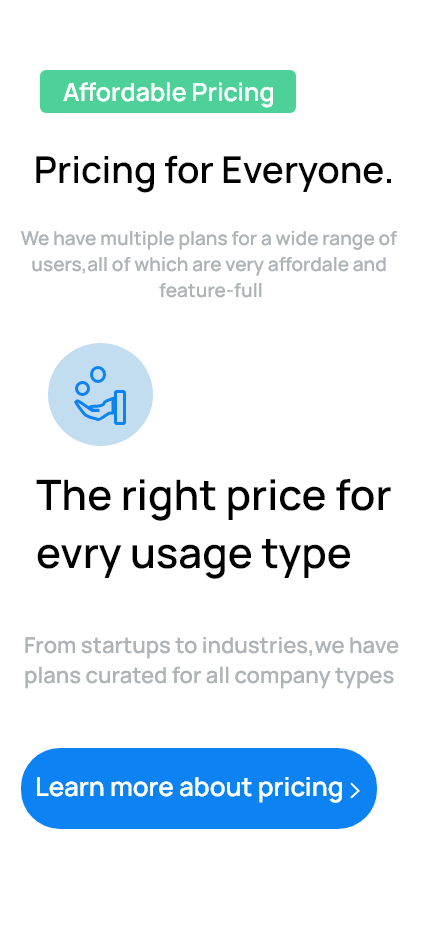 Affordable Pricing
Pricing for Everyone.
We have multiple plans for a wide range of
users,all of which are very affordale and
feature-full
The right price for
evry usage type
From startups to industries,we have
plans curated for all company types
Learn more about pricing